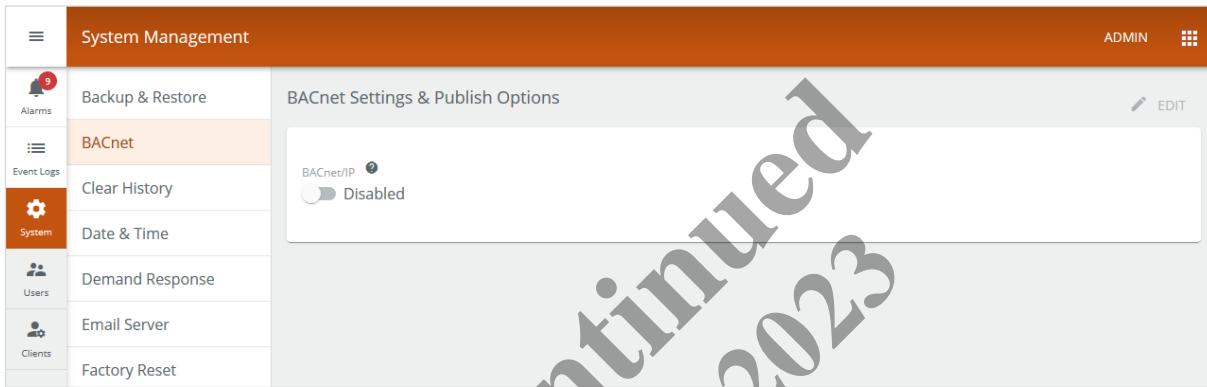 System Management
ADMIN
9
Alarms
Event Logs
System
Users
Clients
Backup & Restore
BACnet
Clear History
Date & Time
Demand Response
Email Server
Factory Reset
BACnet Settings & Publish Options
EDIT
BACnet/IP ?
Disabled
ntinued
2023